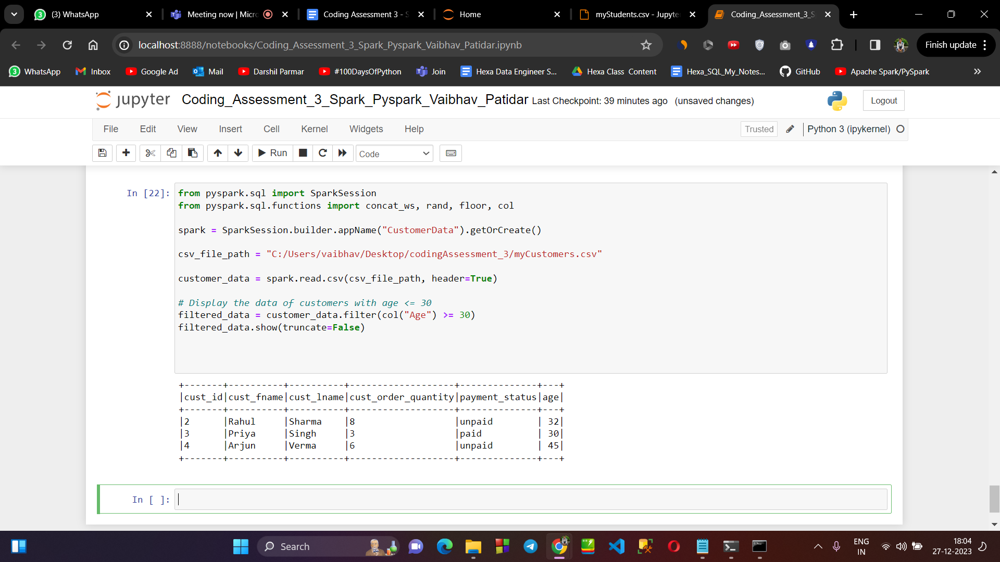 (3) WhatsApp
Meeting now | Micro
Coding Assessment 3 - S
Home
myStudents.csv - Jupyte
Coding_Assessment_3_S
localhost:8888/notebooks/Coding_Assessment_3_Spark_Pyspark_Vaibhav_Patidar.ipynb
Finish update
WhatsApp
Inbox
Google Ad
Mail
Darshil Parmar
#100DaysOfPython
Join
Hexa Data Engineer S...
Hexa Class Content
Hexa_SQL_My_Notes...
GitHub
Apache Spark/PySpark
jupyter Coding_Assessment_3_Spark_Pyspark_Vaibhav_Patidar Last Checkpoint: 39 minutes ago (unsaved changes)
Logout
File Edit View Insert Cell Kernel Widgets Help
Trusted
Python 3 (ipykernel)
Run
Code
In [22]:
from pyspark.sql import SparkSession
from pyspark.sql.functions import concat_ws, rand, floor, col
spark = SparkSession.builder.appName("CustomerData").getOrCreate()
csv_file_path = "C:/Users/vaibhav/Desktop/codingAssessment_3/myCustomers.csv"
customer_data = spark.read.csv(csv_file_path, header=True)
# Display the data of customers with age <= 30
filtered_data = customer_data.filter(col("Age") >= 30)
filtered_data.show(truncate=False)
+-------+----------+----------+-------------------+--------------+---+
|cust_id|cust_fname|cust_lname|cust_order_quantity|payment_status|age|
+-------+----------+----------+-------------------+--------------+---+
|2      |Rahul     |Sharma    |8                  |unpaid        | 32|
|3      |Priya     |Singh     |3                  |paid          | 30|
|4      |Arjun     |Verma     |6                  |unpaid        | 45|
+-------+----------+----------+-------------------+--------------+---+
In [ ]:
Search
ENG
IN
18:04
27-12-2023